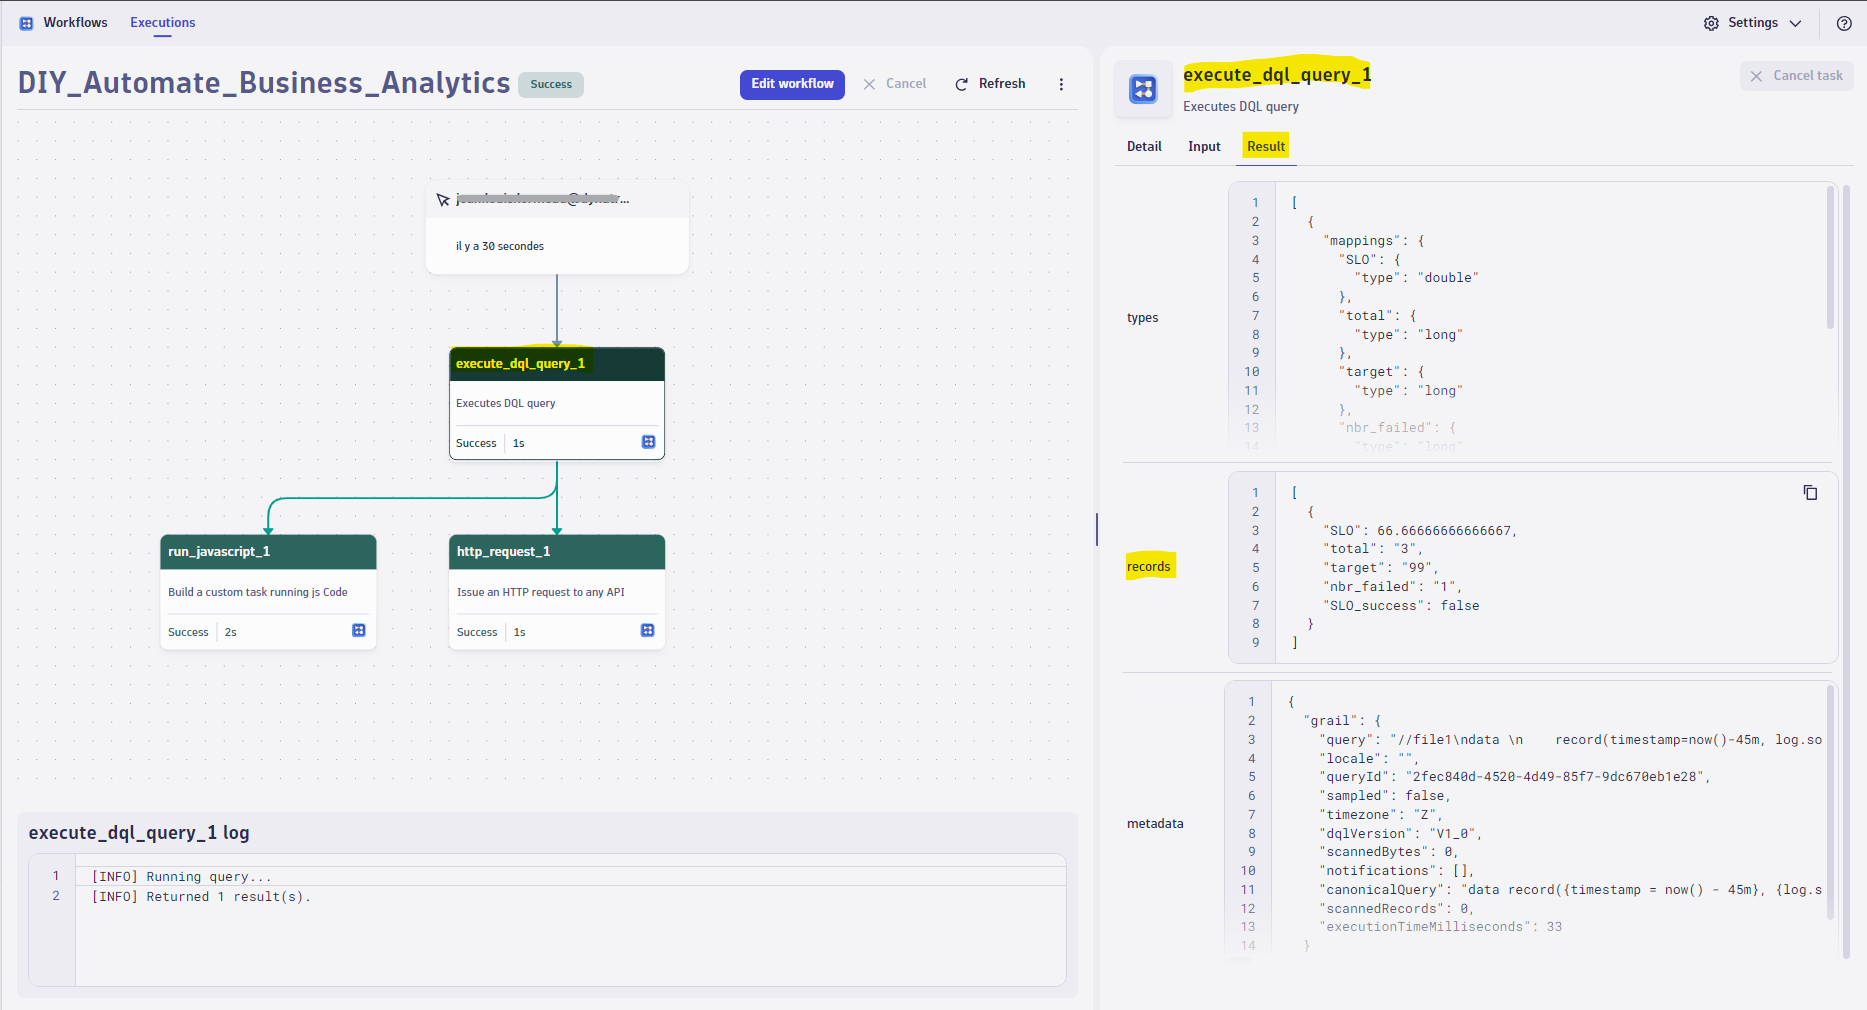 Workflows
Executions
Settings
DIY_Automate_Business_Analytics
Success
Edit workflow
Cancel
Refresh
il y a 30 secondes
execute_dql_query_1
Executes DQL query
Success
1s
run_javascript_1
Build a custom task running js Code
Success
2s
http_request_1
Issue an HTTP request to any API
Success
1s
execute_dql_query_1 log
1 [INFO] Running query...
2 [INFO] Returned 1 result(s).
execute_dql_query_1
Executes DQL query
Cancel task
Detail
Input
Result
types
1 [
2 {
3 "mappings": {
4 "SLO": {
5 "type": "double"
6 },
7 "total": {
8 "type": "long"
9 },
10 "target": {
11 "type": "long"
12 },
13 "nbr_failed": {
14 "type": "long"
records
1 [
2 {
3 "SLO": 66.66666666666667,
4 "total": "3",
5 "target": "99",
6 "nbr_failed": "1",
7 "SLO_success": false
8 }
9 ]
metadata
1 {
2 "grail": {
3 "query": "//file1\ndata \n    record(timestamp=now()-45m, log.so
4 "locale": "",
5 "queryId": "2fec840d-4520-4d49-85f7-9dc670eb1e28",
6 "sampled": false,
7 "timezone": "Z",
8 "dqlVersion": "V1_0",
9 "scannedBytes": 0,
10 "notifications": [],
11 "canonicalQuery": "data record({timestamp = now() - 45m}, {log.s
12 "scannedRecords": 0,
13 "executionTimeMilliseconds": 33
14 }